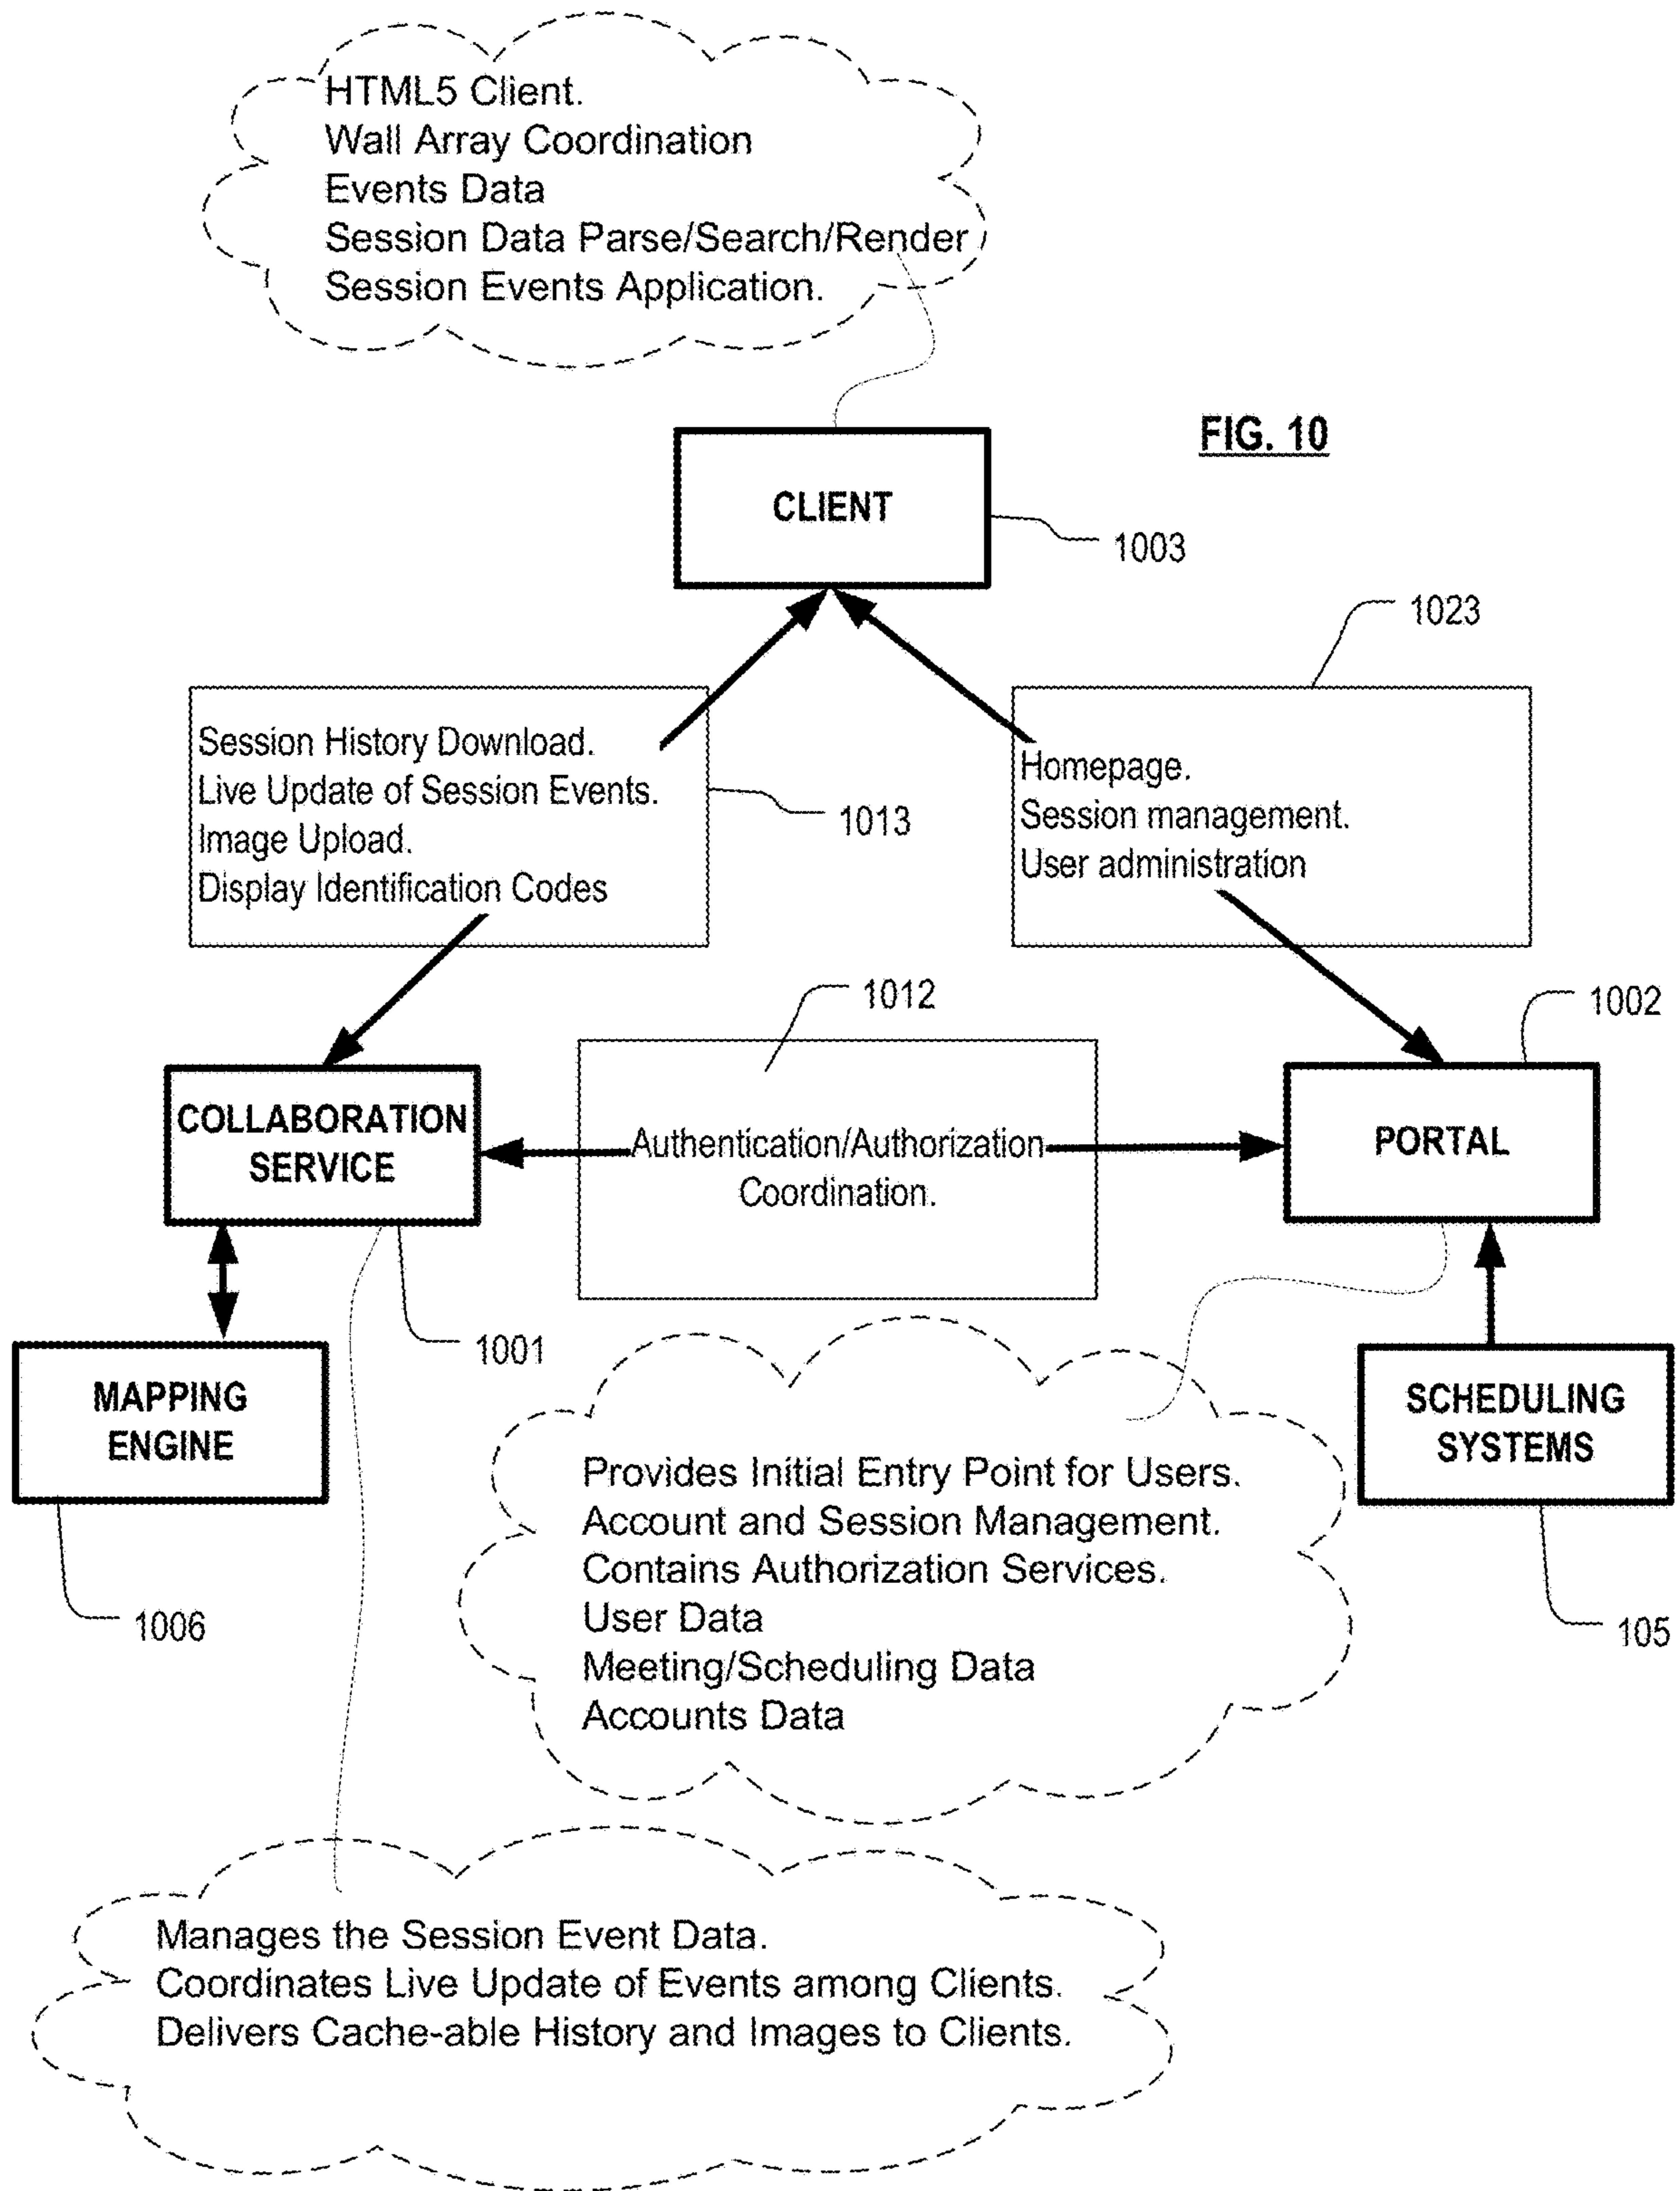 HTML5 Client.
Wall Array Coordination
Events Data
Session Data Parse/Search/Render
Session Events Application.
FIG. 10
CLIENT
1003
1023
Session History Download.
Live Update of Session Events.
Image Upload.
Display Identification Codes
1013
Homepage.
Session management.
User administration
1012
1002
COLLABORATION
SERVICE
Authentication/Authorization
Coordination.
PORTAL
1001
MAPPING
ENGINE
SCHEDULING
SYSTEMS
1006
105
Provides Initial Entry Point for Users.
Account and Session Management.
Contains Authorization Services.
User Data
Meeting/Scheduling Data
Accounts Data
Manages the Session Event Data.
Coordinates Live Update of Events among Clients.
Delivers Cache-able History and Images to Clients.